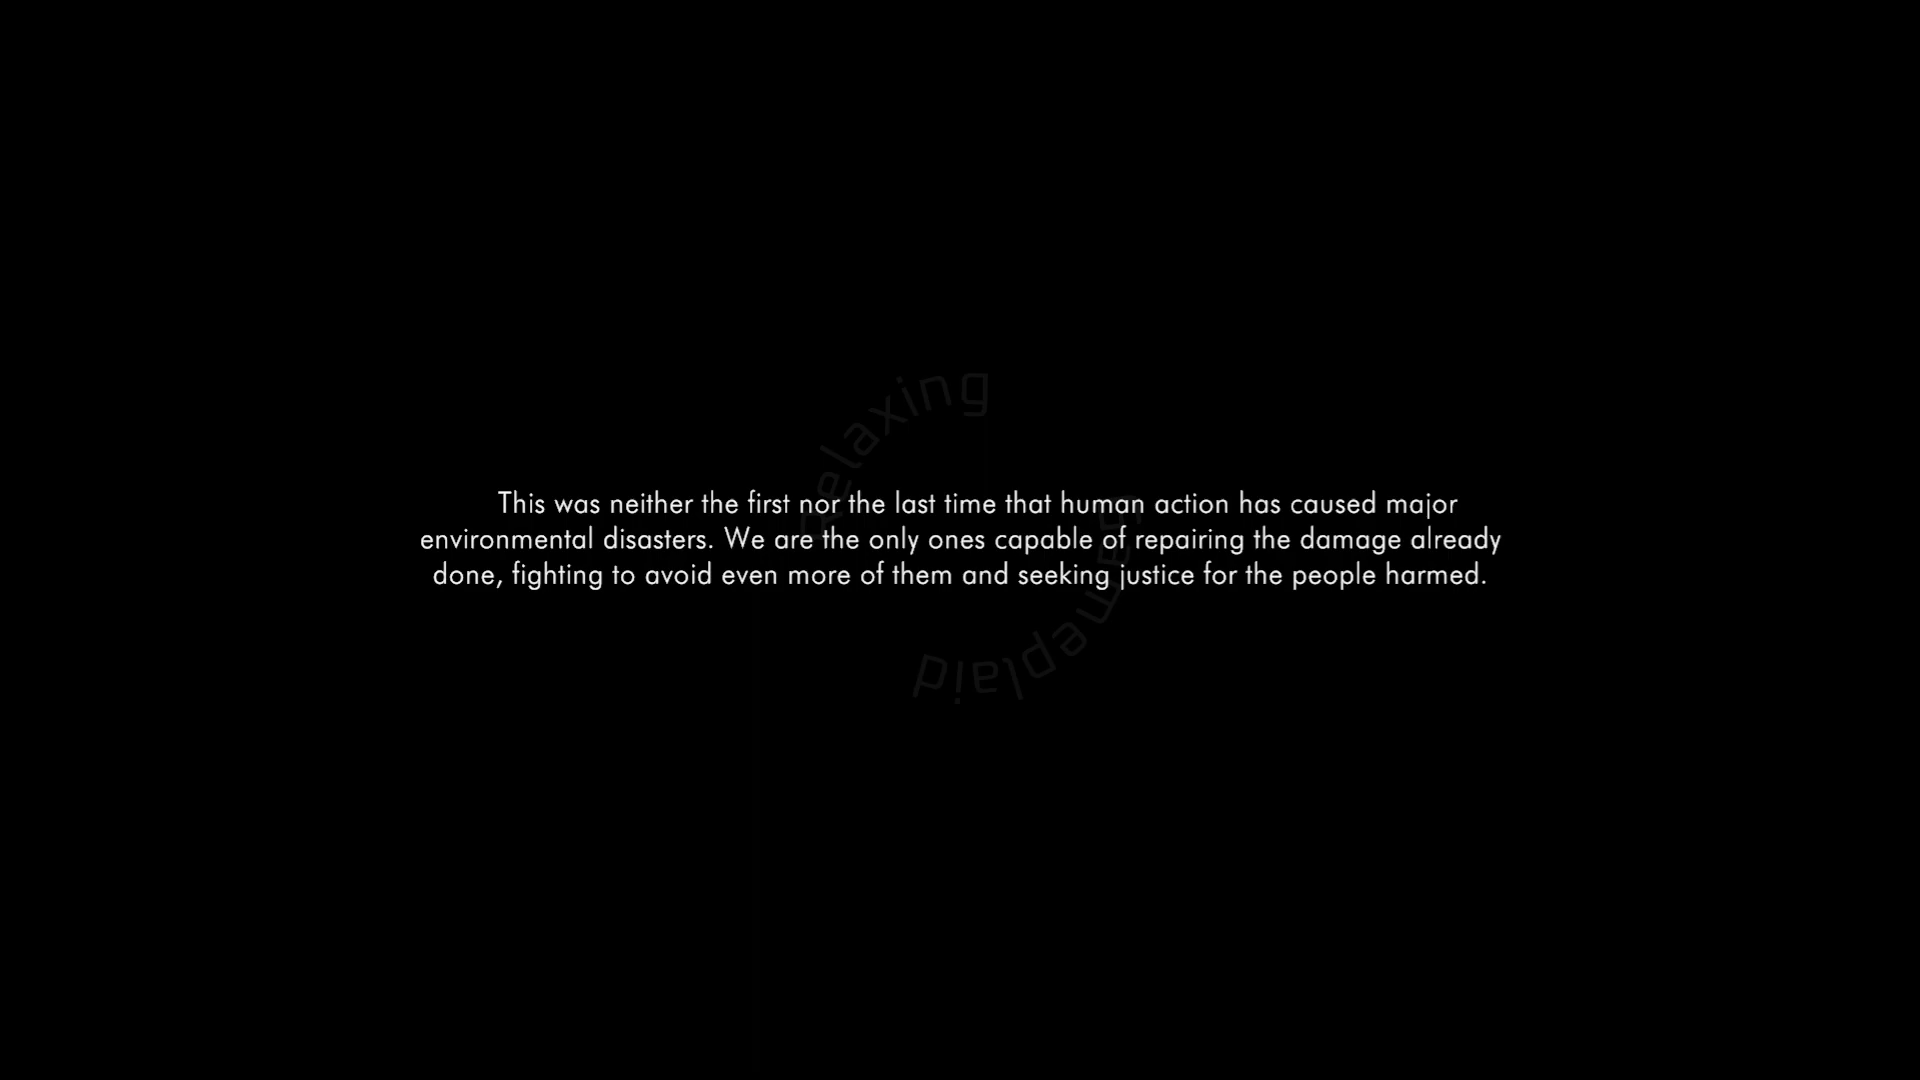 Relaxing
This was neither the first nor the last time that human action has caused major
environmental disasters. We are the only ones capable of repairing the damage already
done, fighting to avoid even more of them and seeking justice for the people harmed.
Gameplaid